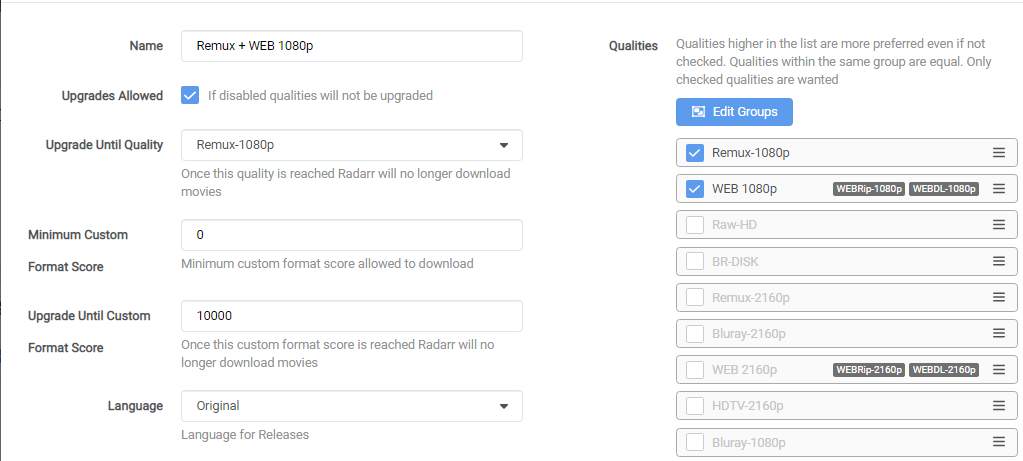 Name
Remux + WEB 1080p
Upgrades Allowed
If disabled qualities will not be upgraded
Upgrade Until Quality
Remux-1080p
Once this quality is reached Radarr will no longer download
movies
Minimum Custom
Format Score
0
Minimum custom format score allowed to download
Upgrade Until Custom
Format Score
10000
Once this custom format score is reached Radarr will no
longer download movies
Language
Original
Language for Releases
Qualities
Qualities higher in the list are more preferred even if not
checked. Qualities within the same group are equal. Only
checked qualities are wanted
Edit Groups
Remux-1080p
WEB 1080p WEBRip-1080p WEBDL-1080p
Raw-HD
BR-DISK
Remux-2160p
Bluray-2160p
WEB 2160p WEBRip-2160p WEBDL-2160p
HDTV-2160p
Bluray-1080p